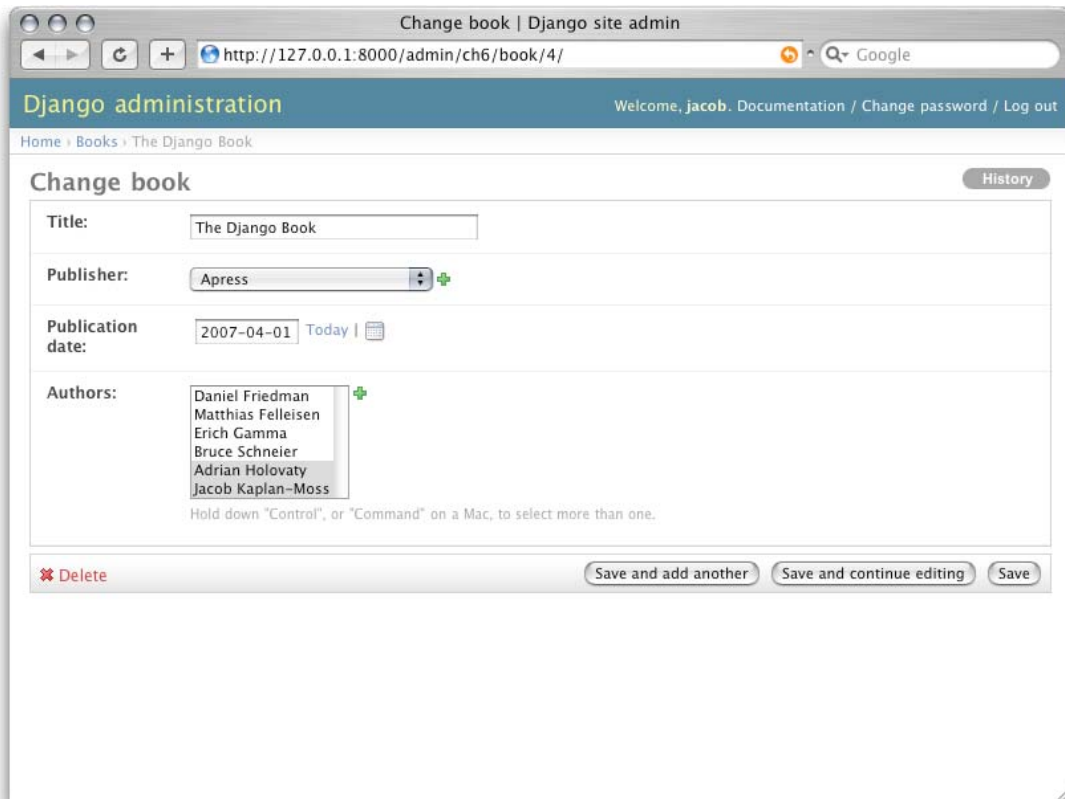 Change book | Django site admin
http://127.0.0.1:8000/admin/ch6/book/4/
Google
Django administration
Welcome, jacob. Documentation / Change password / Log out
Home › Books › The Django Book
Change book
History
Title:
The Django Book
Publisher:
Apress
Publication
date:
2007-04-01
Today |
Authors:
Daniel Friedman
Matthias Felleisen
Erich Gamma
Bruce Schneier
Adrian Holovaty
Jacob Kaplan-Moss
Hold down "Control", or "Command" on a Mac, to select more than one.
Delete
Save and add another
Save and continue editing
Save